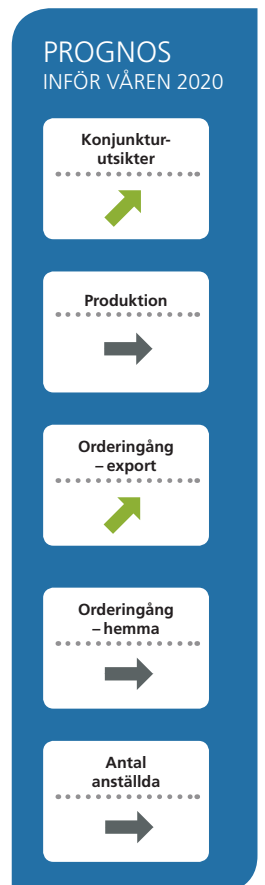 PROGNOS
INFÖR VÅREN 2020
Konjunktur-
utsikter
Produktion
Orderingång
– export
Orderingång
– hemma
Antal
anställda